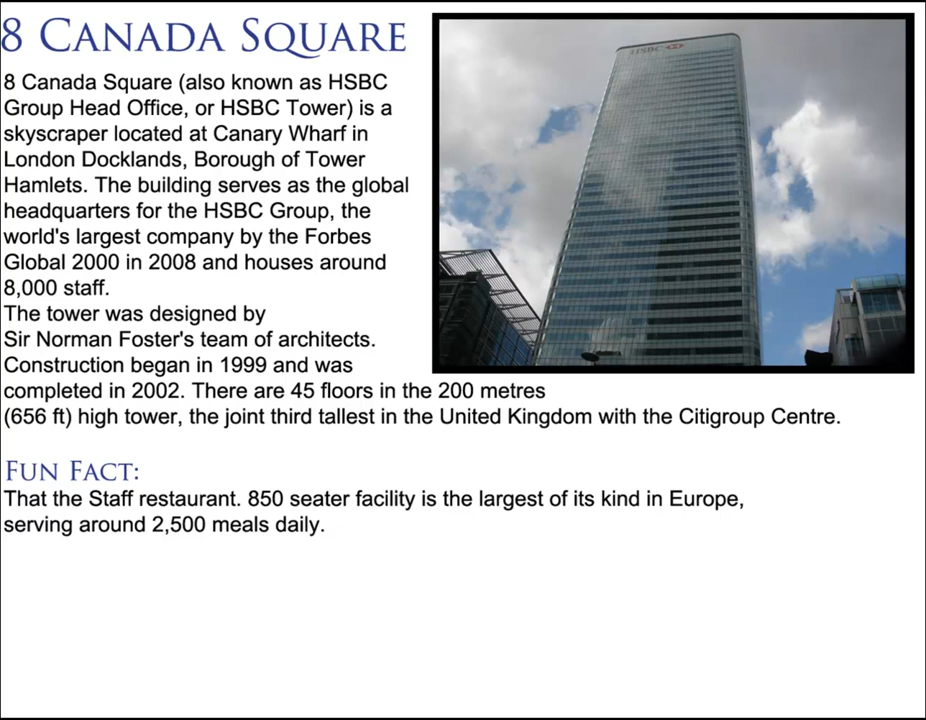 8 CANADA SQUARE
8 Canada Square (also known as HSBC
Group Head Office, or HSBC Tower) is a
skyscraper located at Canary Wharf in
London Docklands, Borough of Tower
Hamlets. The building serves as the global
headquarters for the HSBC Group, the
world's largest company by the Forbes
Global 2000 in 2008 and houses around
8,000 staff.
The tower was designed by
Sir Norman Foster's team of architects.
Construction began in 1999 and was
completed in 2002. There are 45 floors in the 200 metres
(656 ft) high tower, the joint third tallest in the United Kingdom with the Citigroup Centre.
FUN FACT:
That the Staff restaurant. 850 seater facility is the largest of its kind in Europe,
serving around 2,500 meals daily.
HSBC